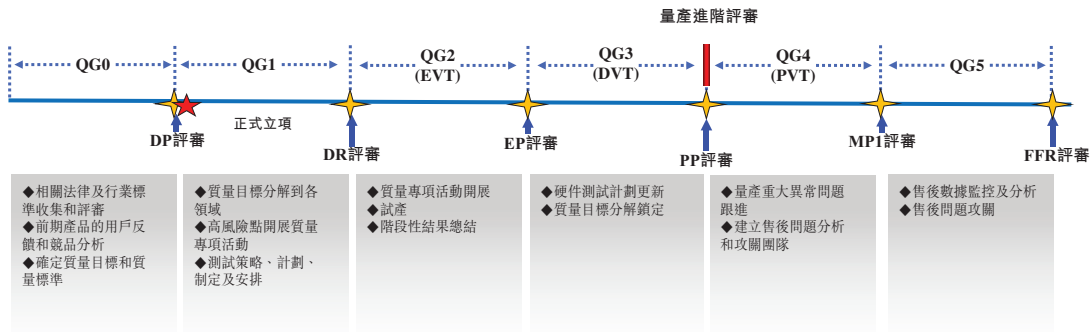 量產進階評審
QG0
QG1
QG2
(EVT)
QG3
(DVT)
QG4
(PVT)
QG5
正式立項
DP評審
DR評審
EP評審
PP評審
MP1評審
FFR評審
◆相關法律及行業標
準收集和評審
◆前期產品的用戶反
饋和競品分析
◆確定質量目標和質
量標準
◆質量目標分解到各
領域
◆高風險點開展質量
專項活動
◆測試策略、計劃、
制定及安排
◆質量專項活動開展
◆試產
◆階段性結果總結
◆硬件測試計劃更新
◆質量目標分解鎖定
◆量產重大異常問題
跟進
◆建立售後問題分析
和攻關團隊
◆售後數據監控及分析
◆售後問題攻關